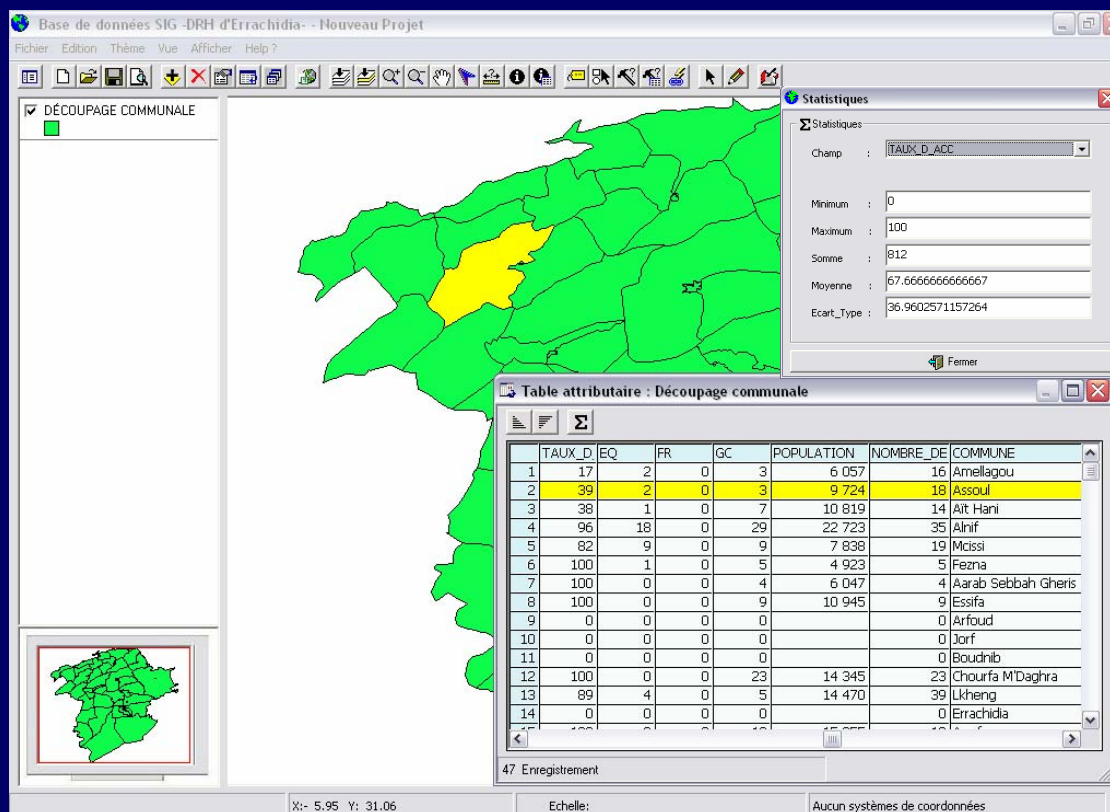 Base de données SIG -DRH d'Errachidia- - Nouveau Projet
Fichier Edition Thème Vue Afficher Help ?
DÉCOUPAGE COMMUNALE
Statistiques
Σ Statistiques
Champ : TAUX_D_ACC
Minimum : 0
Maximum : 100
Somme : 812
Moyenne : 67.6666666666667
Ecart_Type : 36.9602571157264
Fermer
Table attributaire : Découpage communale
Σ
TAUX_D. EQ FR GC POPULATION NOMBRE_DE COMMUNE
1 17 2 0 3 6 057 16 Amellagou
2 39 2 0 3 9 724 18 Assoul
3 38 1 0 7 10 819 14 Aït Hani
4 96 18 0 29 22 723 35 Alnif
5 82 9 0 9 7 838 19 Mcissi
6 100 1 0 5 4 923 5 Fezna
7 100 0 0 4 6 047 4 Aarab Sebbah Gheris
8 100 0 0 9 10 945 9 Essifa
9 0 0 0 0 0 Arfoud
10 0 0 0 0 0 Jorf
11 0 0 0 0 0 Boudnib
12 100 0 0 23 14 345 23 Chourfa M'Daghra
13 89 4 0 5 14 470 39 Lkheng
14 0 0 0 0 0 Errachidia
47 Enregistrement
X:- 5.95 Y: 31.06 Echelle: Aucun systèmes de coordonnées